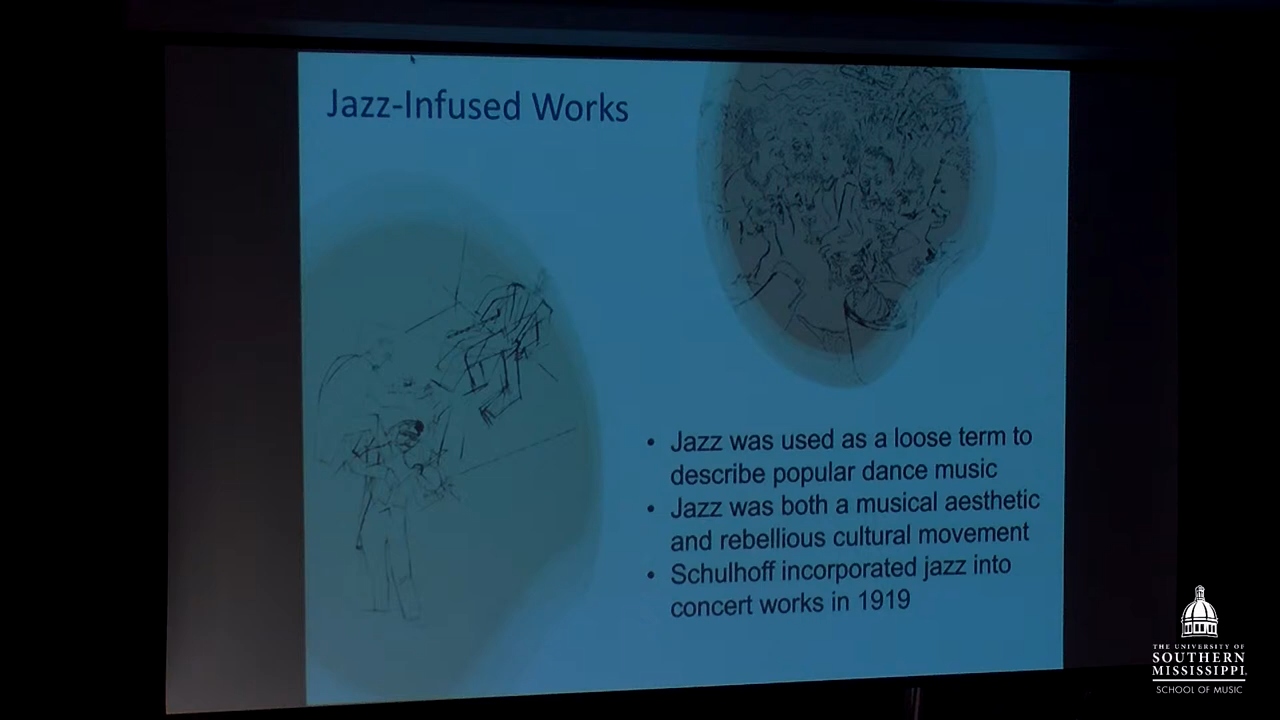 Jazz-Infused Works
• Jazz was used as a loose term to
describe popular dance music
• Jazz was both a musical aesthetic
and rebellious cultural movement
• Schulhoff incorporated jazz into
concert works in 1919
THE UNIVERSITY OF
SOUTHERN
MISSISSIPPI
SCHOOL OF MUSIC